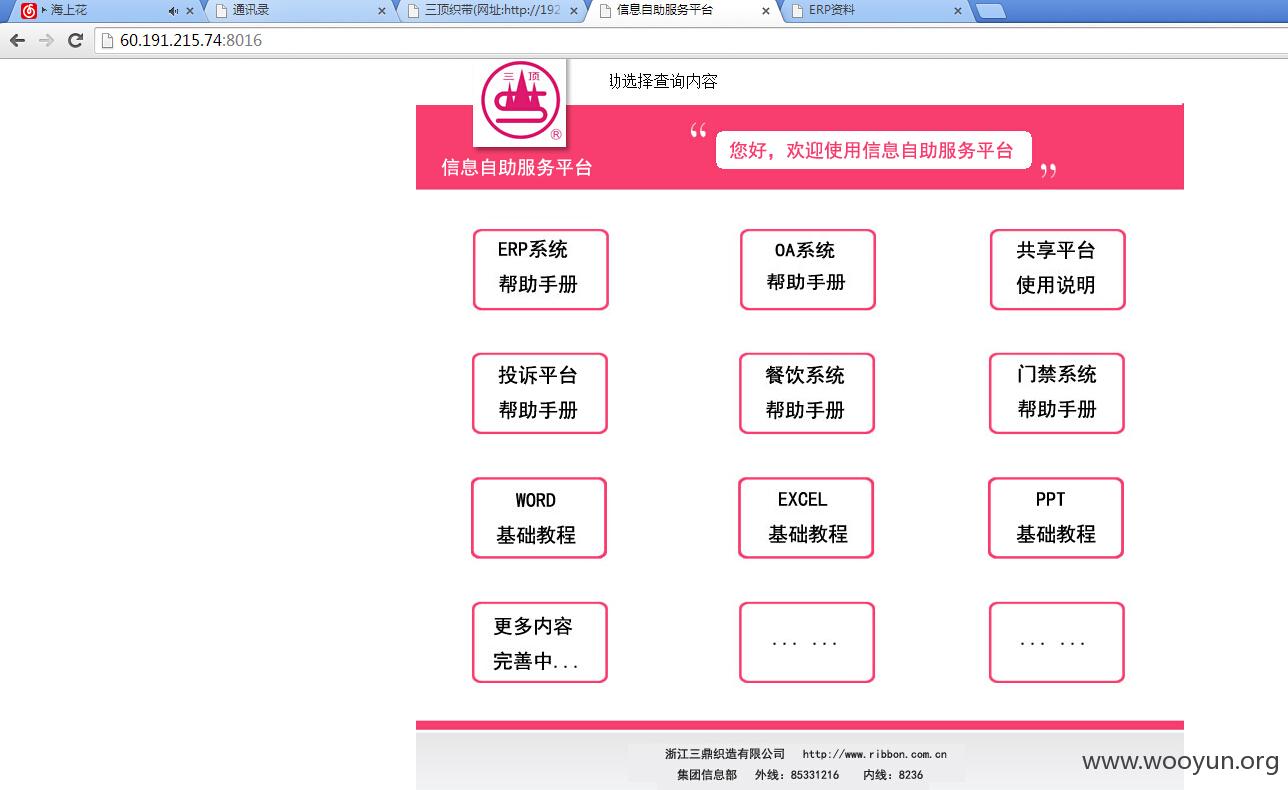 海上花
通讯录
三顶织带(网址:http://192
信息自助服务平台
ERP资料
60.191.215.74:8016
三 顶
®
助选择查询内容
“ 您好，欢迎使用信息自助服务平台 ”
信息自助服务平台
ERP系统
帮助手册
OA系统
帮助手册
共享平台
使用说明
投诉平台
帮助手册
餐饮系统
帮助手册
门禁系统
帮助手册
WORD
基础教程
EXCEL
基础教程
PPT
基础教程
更多内容
完善中...
... ...
... ...
浙江三鼎织造有限公司 http://www.ribbon.com.cn
集团信息部 外线：85331216 内线：8236
www.wooyun.org